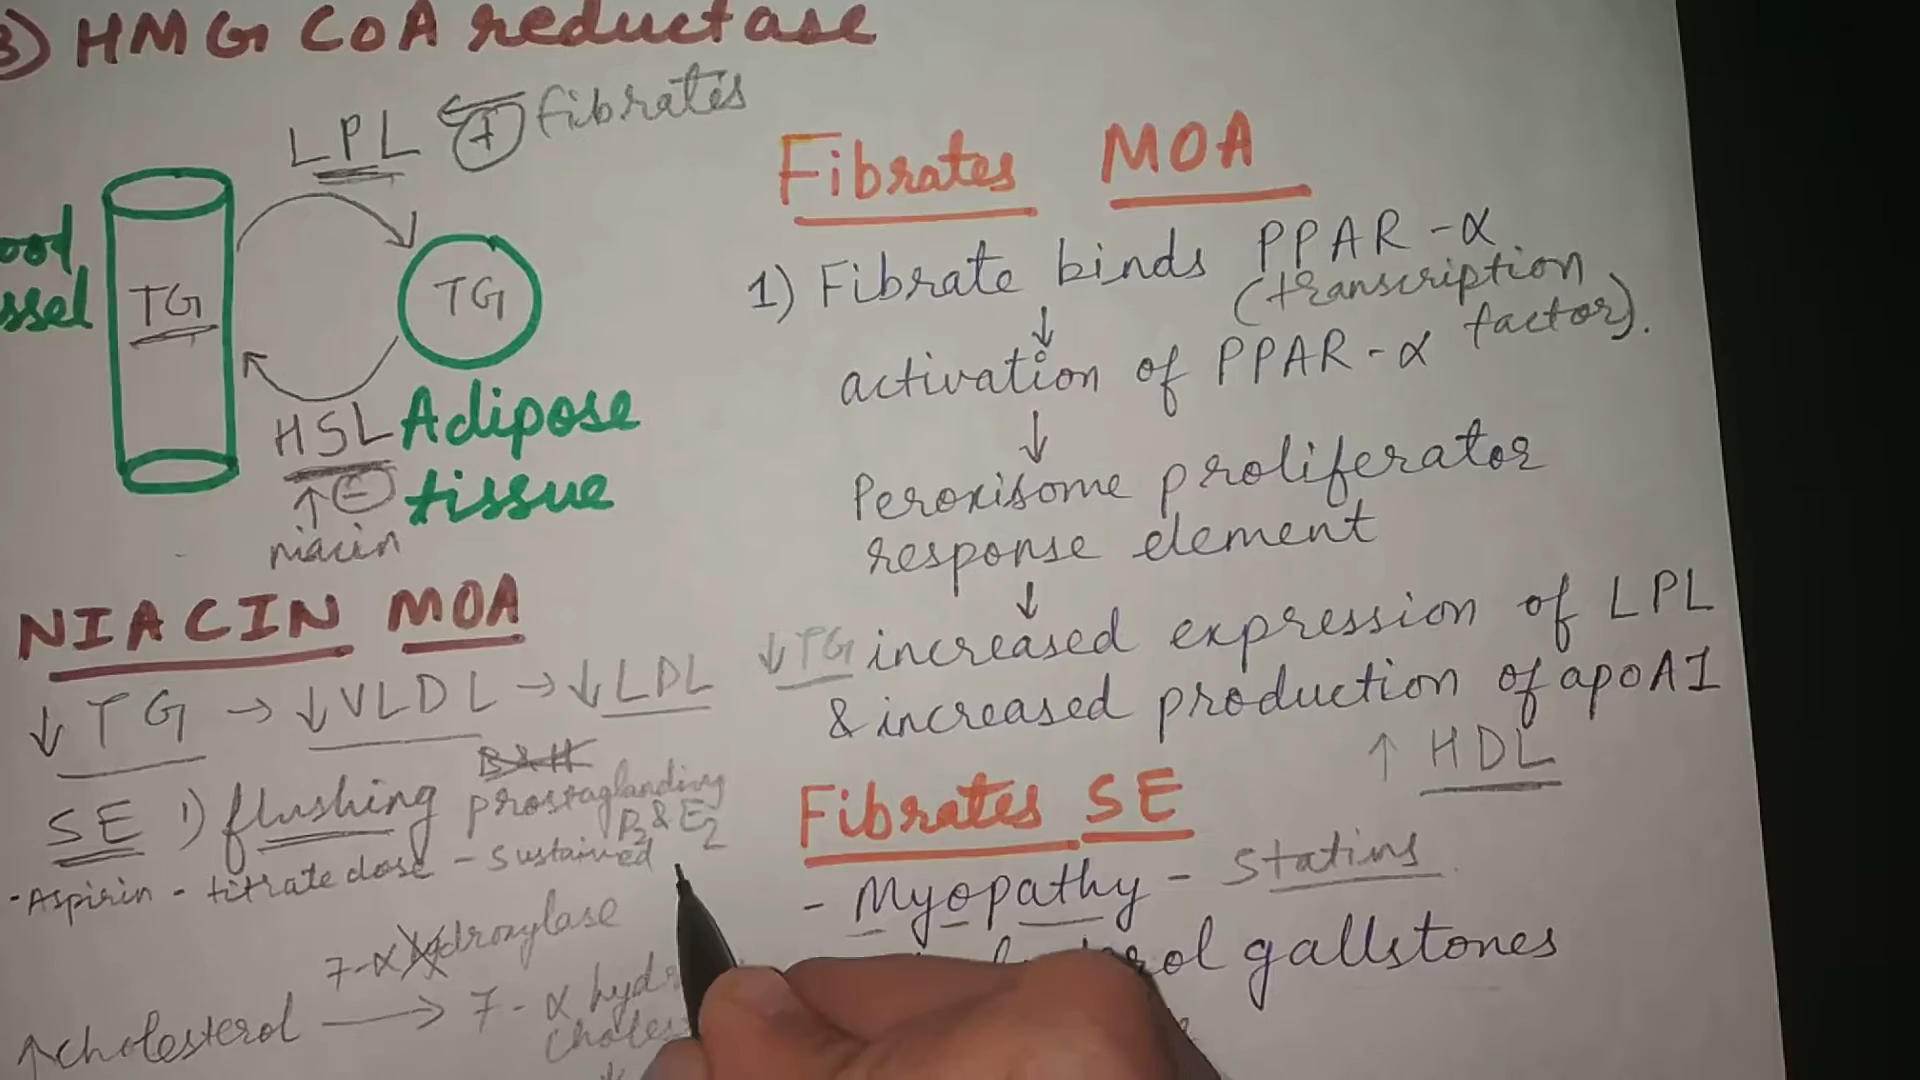 3) HMG CoA reductase
LPL ← + fibrates
ood
ssel
TG
TG
HSL
Adipose
tissue
↑ −
niacin
NIACIN MOA
↓ TG → ↓ VLDL → ↓ LDL
SE 1) flushing prostaglandins
D2 & E2
- Aspirin - titrate dose - sustained
7-α hydroxylase
↑ cholesterol → 7-α hydr
choles
Fibrates MOA
1) Fibrate binds PPAR-α
(transcription
factor).
↓
activation of PPAR-α
↓
Peroxisome proliferator
response element
↓
↓TG increased expression of LPL
& increased production of apoA1
↑ HDL
Fibrates SE
- Myopathy - Statins
rol gallstones